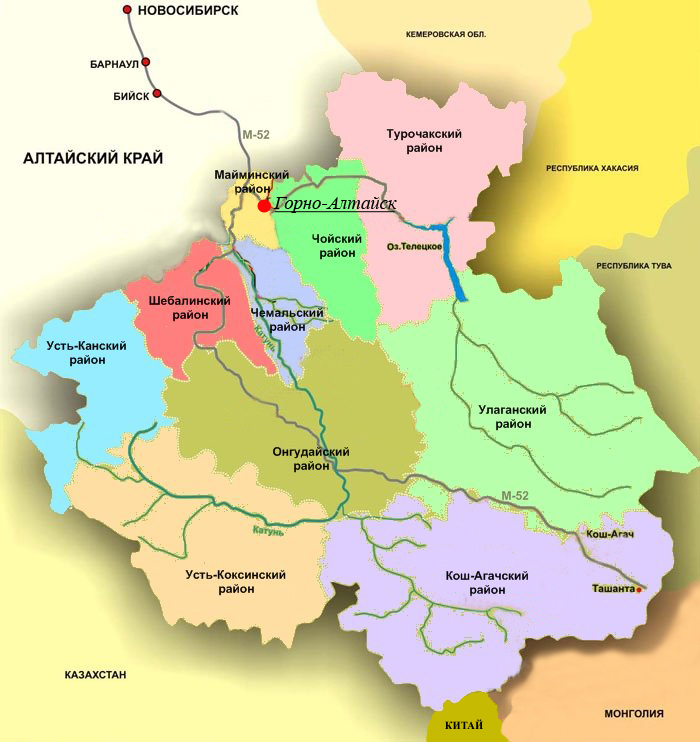 НОВОСИБИРСК
КЕМЕРОВСКАЯ ОБЛ.
БАРНАУЛ
БИЙСК
М-52
Турочакский
район
АЛТАЙСКИЙ КРАЙ
РЕСПУБЛИКА ХАКАСИЯ
Майминский
район
Горно-Алтайск
Чойский
район
Оз.Телецкое
РЕСПУБЛИКА ТУВА
Шебалинский
район
Чемальский
район
Катунь
Усть-Канский
район
Улаганский
район
Онгудайский
район
М-52
Катунь
Кош-Агач
Усть-Коксинский
район
Кош-Агачский
район
Ташанта
КАЗАХСТАН
МОНГОЛИЯ
КИТАЙ